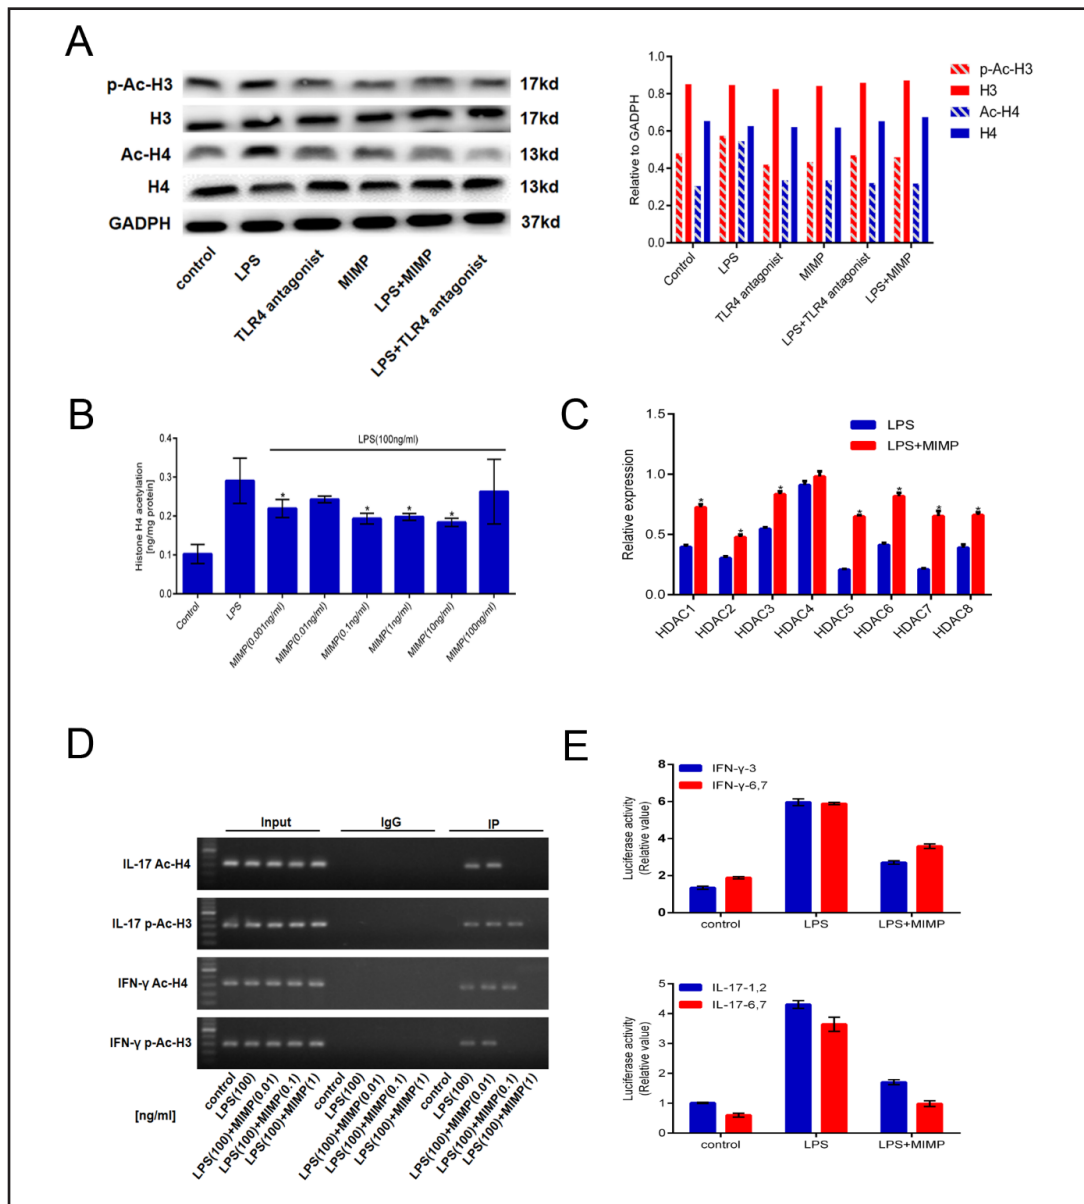 A
p-Ac-H3 17kd
H3 17kd
Ac-H4 13kd
H4 13kd
GADPH 37kd
control
LPS
TLR4 antagonist
MIMP
LPS+MIMP
LPS+TLR4 antagonist
Relative to GADPH
1.0
0.8
0.6
0.4
0.2
0.0
Control
LPS
TLR4 antagonist
MIMP
LPS+TLR4 antagonist
LPS+MIMP
p-Ac-H3
H3
Ac-H4
H4
B
LPS(100ng/ml)
Histone H4 acetylation
[ng/mg protein]
0.4
0.3
0.2
0.1
0.0
* * * *
Control
LPS
MIMP(0.001ng/ml)
MIMP(0.01ng/ml)
MIMP(0.1ng/ml)
MIMP(1ng/ml)
MIMP(10ng/ml)
MIMP(100ng/ml)
C
LPS
LPS+MIMP
Relative expression
1.5
1.0
0.5
0.0
* * * * * * *
HDAC1
HDAC2
HDAC3
HDAC4
HDAC5
HDAC6
HDAC7
HDAC8
D
Input IgG IP
IL-17 Ac-H4
IL-17 p-Ac-H3
IFN-γ Ac-H4
IFN-γ p-Ac-H3
[ng/ml]
control
LPS(100)
LPS(100)+MIMP(0.01)
LPS(100)+MIMP(0.1)
LPS(100)+MIMP(1)
control
LPS(100)
LPS(100)+MIMP(0.01)
LPS(100)+MIMP(0.1)
LPS(100)+MIMP(1)
control
LPS(100)
LPS(100)+MIMP(0.01)
LPS(100)+MIMP(0.1)
LPS(100)+MIMP(1)
E
IFN-γ-3
IFN-γ-6,7
Luciferase activity
(Relative value)
8
6
4
2
0
control LPS LPS+MIMP
IL-17-1,2
IL-17-6,7
Luciferase activity
(Relative value)
5
4
3
2
1
0
control LPS LPS+MIMP